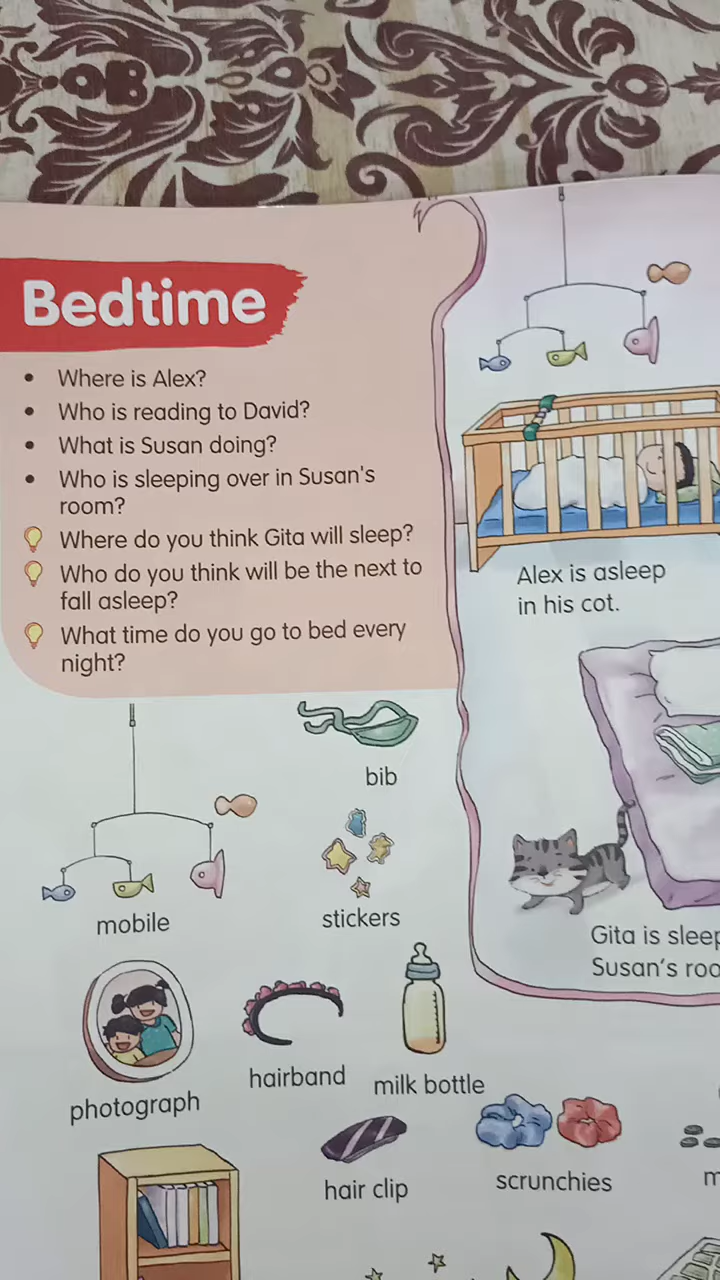 Bedtime
• Where is Alex?
• Who is reading to David?
• What is Susan doing?
• Who is sleeping over in Susan's
room?
Where do you think Gita will sleep?
Who do you think will be the next to
fall asleep?
What time do you go to bed every
night?
Alex is asleep
in his cot.
bib
mobile
stickers
Gita is
Susan's
photograph
hairband
milk bottle
hair clip
scrunchies